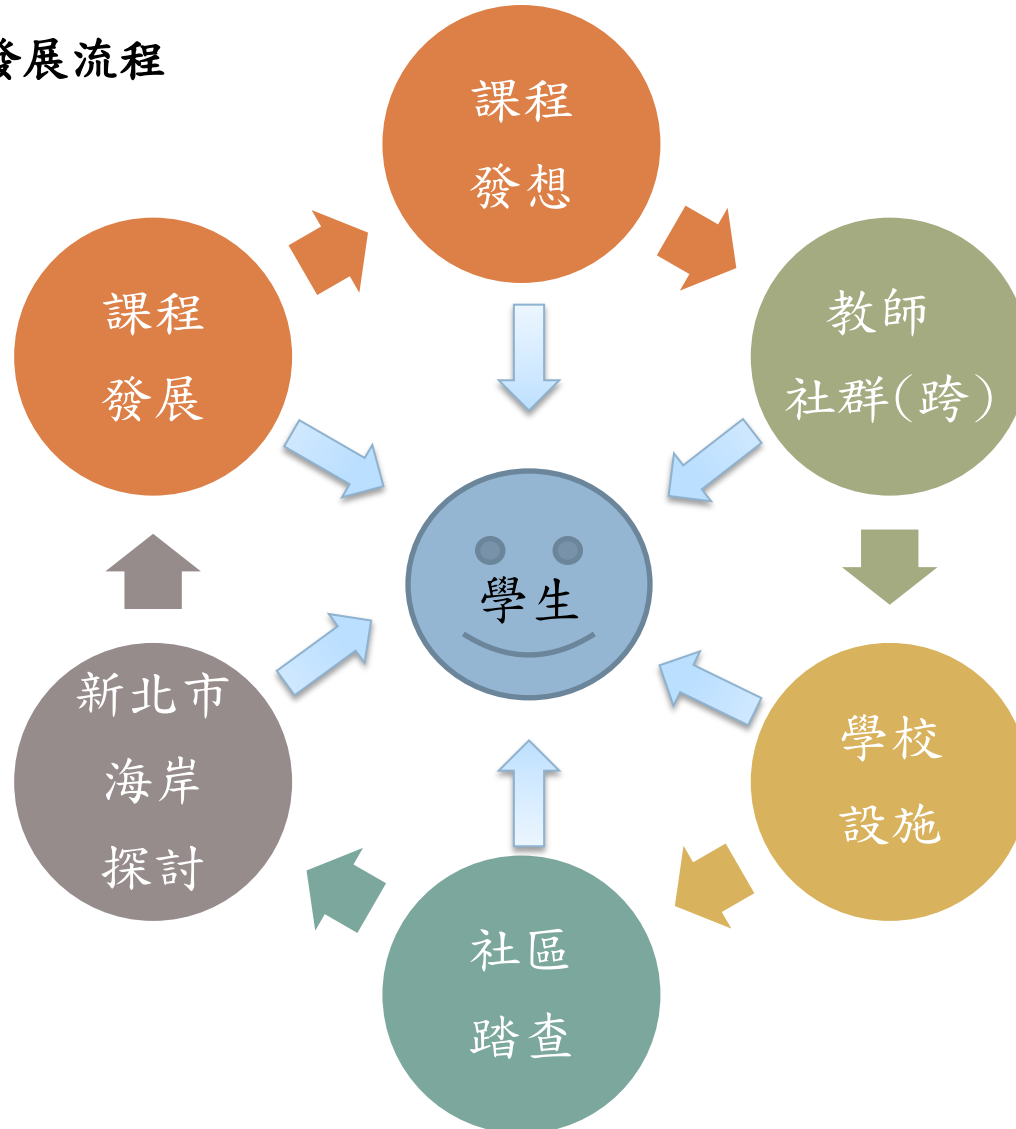 發展流程
課程
發想
教師
社群(跨)
學校
設施
社區
踏查
新北市
海岸
探討
課程
發展
學生